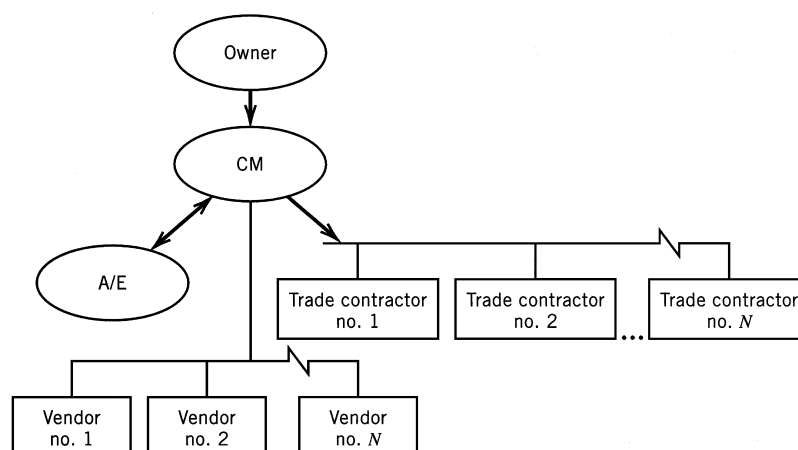 Owner
CM
A/E
Trade contractor
no. 1
Trade contractor
no. 2
...
Trade contractor
no. N
Vendor
no. 1
Vendor
no. 2
Vendor
no. N